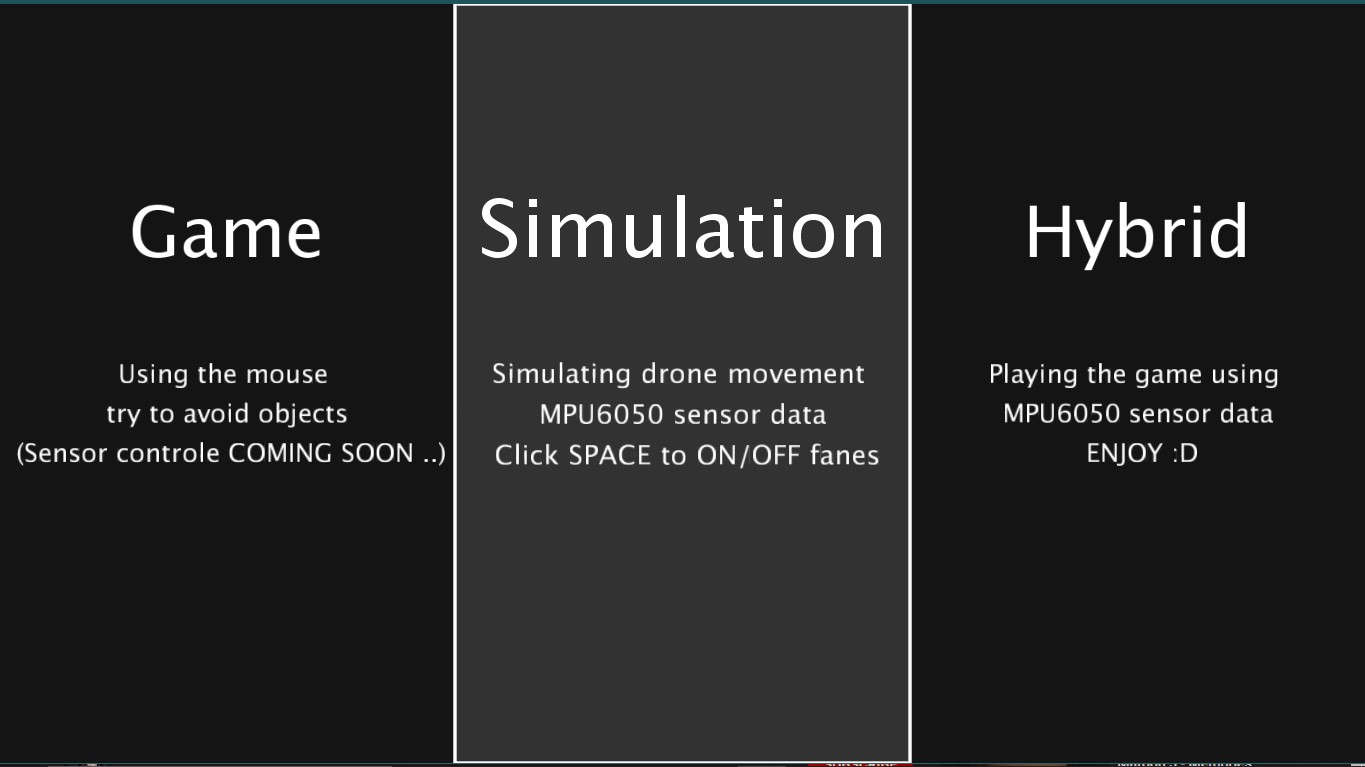 Game
Using the mouse
try to avoid objects
(Sensor controle COMING SOON ..)
Simulation
Simulating drone movement
MPU6050 sensor data
Click SPACE to ON/OFF fanes
Hybrid
Playing the game using
MPU6050 sensor data
ENJOY :D